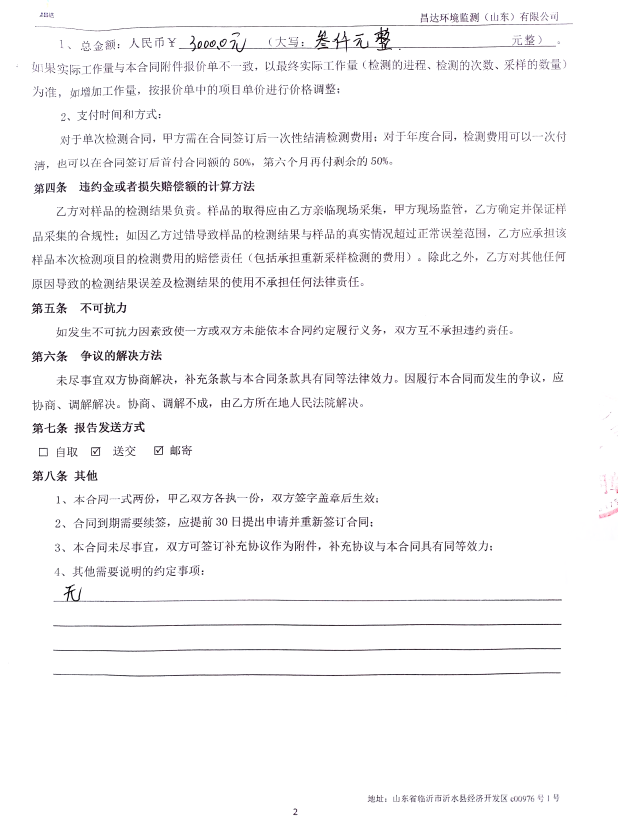 昌达环境监测（山东）有限公司
1、总金额：人民币￥ 3000.0元 （大写：叁仟元整 元整）。
如果实际工作量与本合同附件报价单不一致，以最终实际工作量（检测的进程、检测的次数、采样的数量）
为准，如增加工作量，按报价单中的项目单价进行价格调整；
2、支付时间和方式：
对于单次检测合同，甲方需在合同签订后一次性结清检测费用；对于年度合同，检测费用可以一次付
清，也可以在合同签订后首付合同额的 50%，第六个月再付剩余的 50%。
第四条 违约金或者损失赔偿额的计算方法
乙方对样品的检测结果负责。样品的取得应由乙方亲临现场采集，甲方现场监管，乙方确定并保证样
品采集的合规性；如因乙方过错导致样品的检测结果与样品的真实情况超过正常误差范围，乙方应承担该
样品本次检测项目的检测费用的赔偿责任（包括承担重新采样检测的费用）。除此之外，乙方对其他任何
原因导致的检测结果误差及检测结果的使用不承担任何法律责任。
第五条 不可抗力
如发生不可抗力因素致使一方或双方未能依本合同约定履行义务，双方互不承担违约责任。
第六条 争议的解决方法
未尽事宜双方协商解决，补充条款与本合同条款具有同等法律效力。因履行本合同而发生的争议，应
协商、调解解决。协商、调解不成，由乙方所在地人民法院解决。
第七条 报告发送方式
☐ 自取 ☑ 送交 ☑ 邮寄
第八条 其他
1、本合同一式两份，甲乙双方各执一份，双方签字盖章后生效；
2、合同到期需要续签，应提前 30 日提出申请并重新签订合同；
3、本合同未尽事宜，双方可签订补充协议作为附件，补充协议与本合同具有同等效力；
4、其他需要说明的约定事项：
无
地址：山东省临沂市沂水县经济开发区 c00976 号 1 号
2